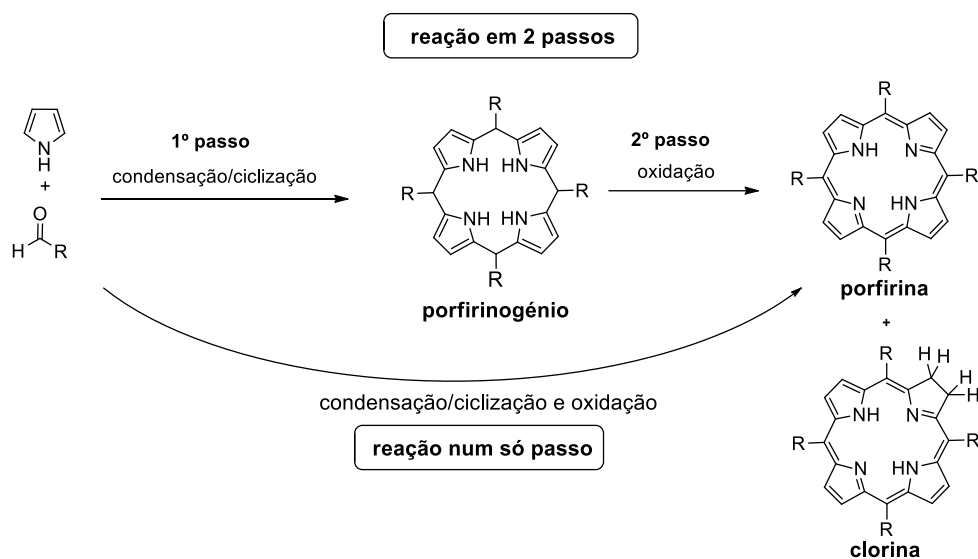 reação em 2 passos
N
H
+
O
H
R
1º passo
condensação/ciclização
R
NH HN
R
R
NH HN
R
porfirinogénio
2º passo
oxidação
R
NH N
R
R
N HN
R
porfirina
+
condensação/ciclização e oxidação
reação num só passo
R
H
H
H
H
NH N
R
R
N HN
R
clorina